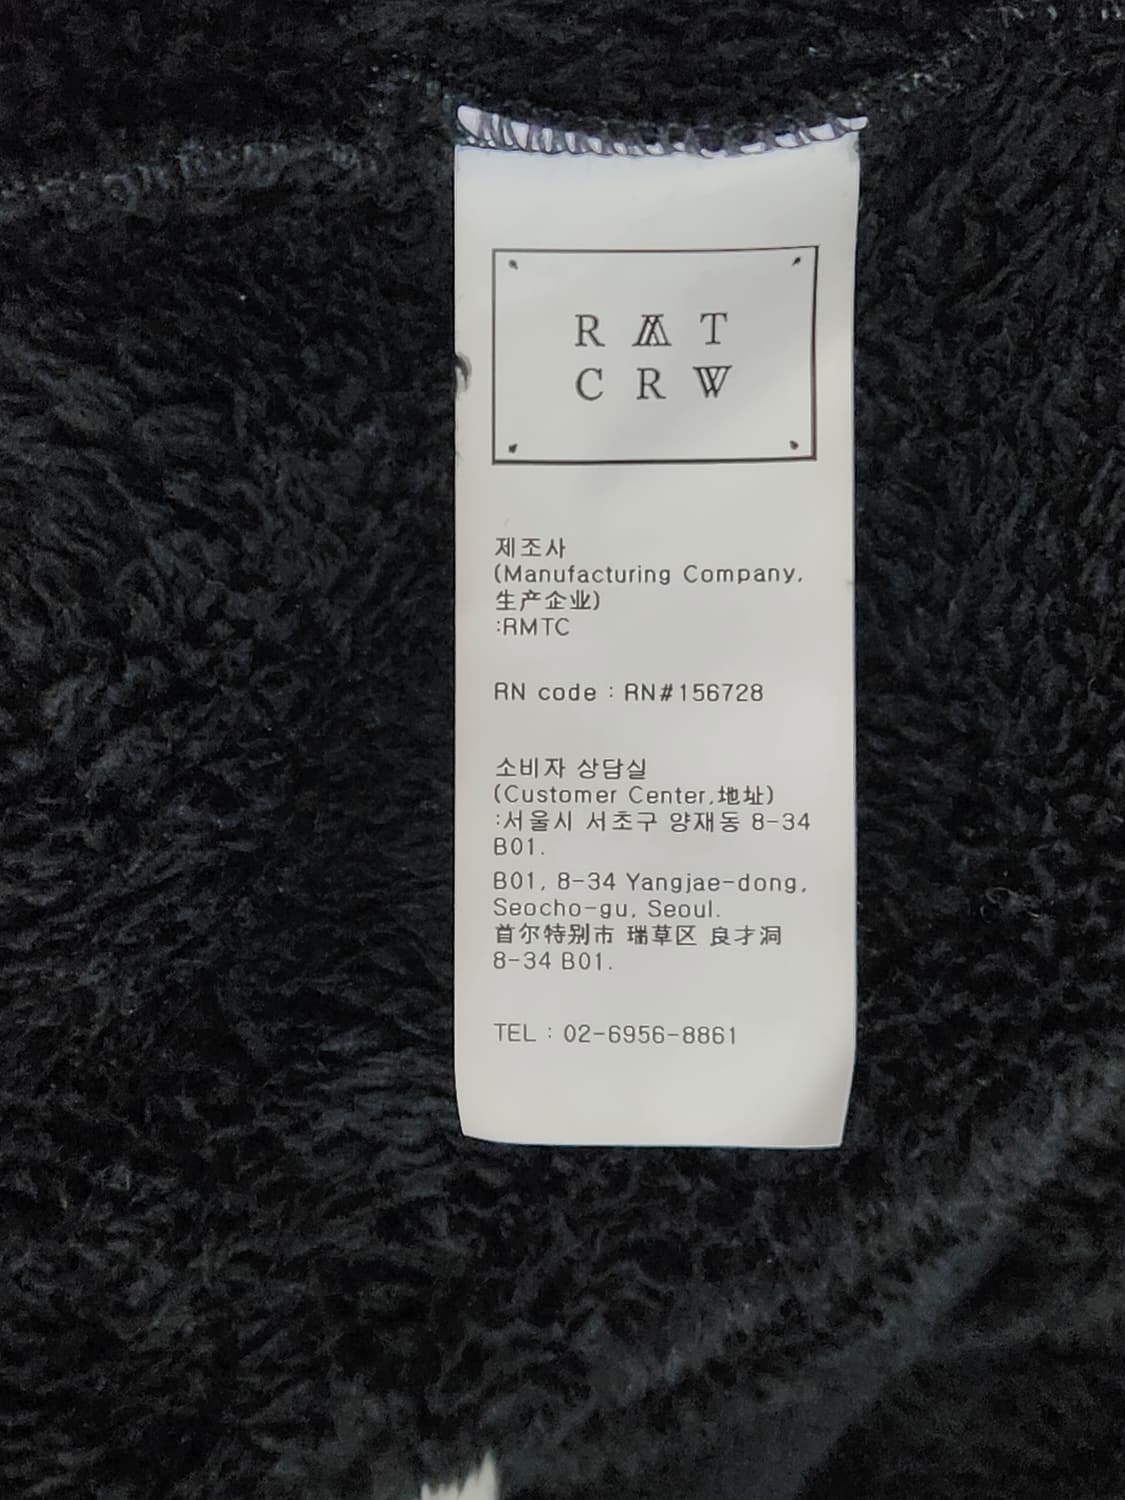 R M T
C R W
제조사
(Manufacturing Company,
生产企业)
:RMTC
RN code : RN#156728
소비자 상담실
(Customer Center,地址)
:서울시 서초구 양재동 8-34
B01.
B01, 8-34 Yangjae-dong,
Seocho-gu, Seoul.
首尔特别市 瑞草区 良才洞
8-34 B01.
TEL : 02-6956-8861